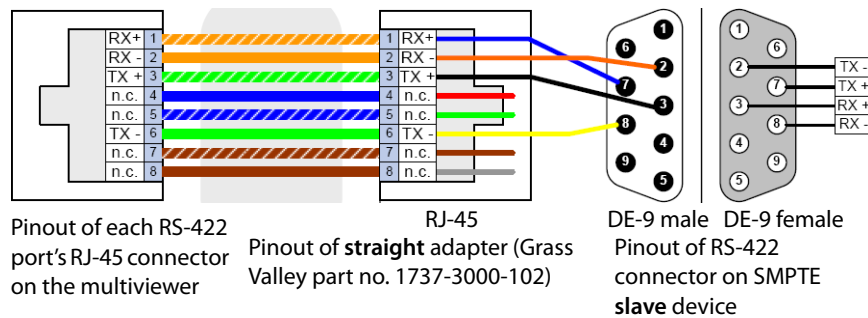 RX+ 1
RX - 2
TX + 3
n.c. 4
n.c. 5
TX - 6
n.c. 7
n.c. 8
1 RX+
2 RX -
3 TX +
4 n.c.
5 n.c.
6 TX -
7 n.c.
8 n.c.
1
6
2
7
3
8
4
9
5
1
6
2
7
3
8
4
9
5
TX -
TX +
RX +
RX -
Pinout of each RS-422
port's RJ-45 connector
on the multiviewer
RJ-45
Pinout of straight adapter (Grass
Valley part no. 1737-3000-102)
DE-9 male DE-9 female
Pinout of RS-422
connector on SMPTE
slave device